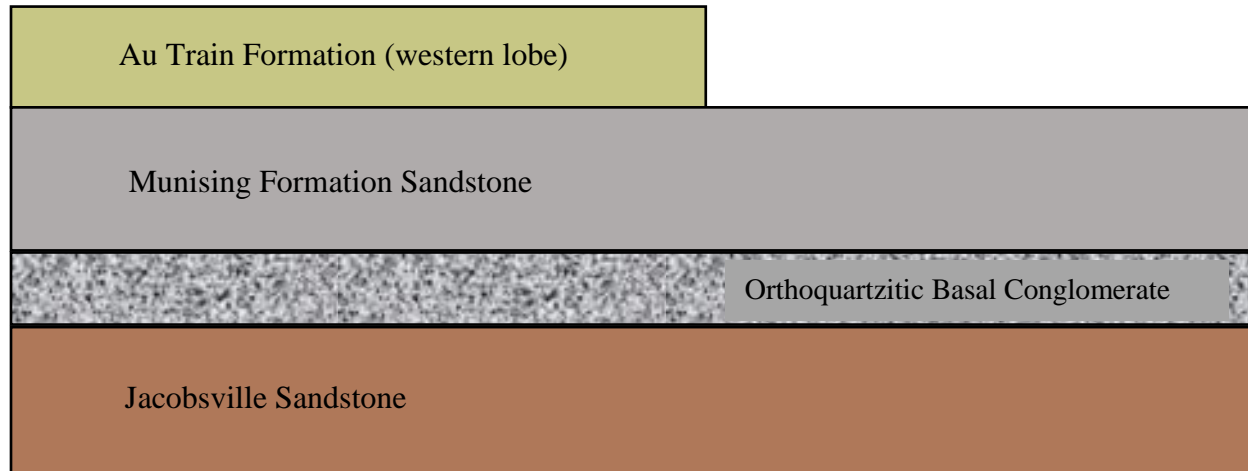 Au Train Formation (western lobe)
Munising Formation Sandstone
Orthoquartzitic Basal Conglomerate
Jacobsville Sandstone